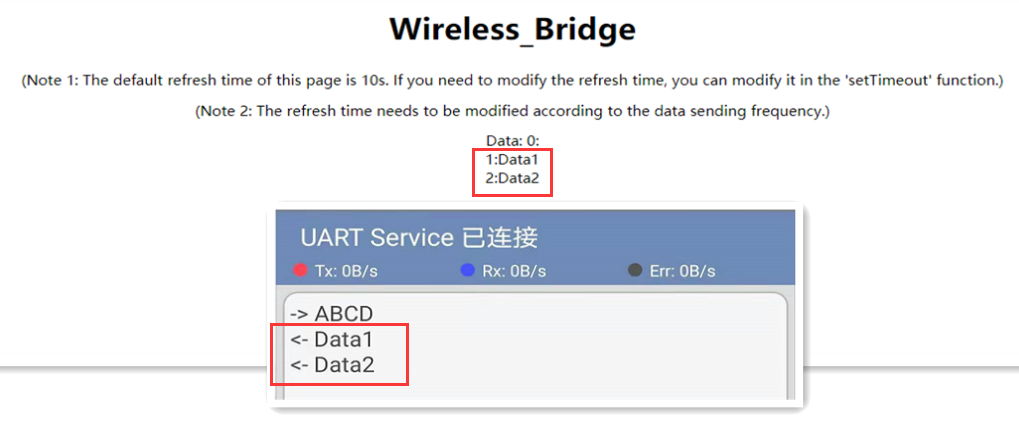 Wireless_Bridge
(Note 1: The default refresh time of this page is 10s. If you need to modify the refresh time, you can modify it in the 'setTimeout' function.)
(Note 2: The refresh time needs to be modified according to the data sending frequency.)
Data: 0:
1:Data1
2:Data2
UART Service 已连接
Tx: 0B/s Rx: 0B/s Err: 0B/s
-> ABCD
<- Data1
<- Data2